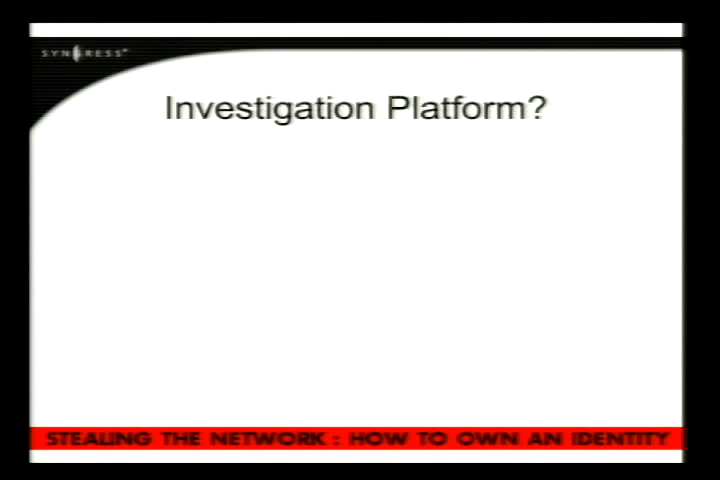 SYNGRESS®
Investigation Platform?
STEALING THE NETWORK : HOW TO OWN AN IDENTITY